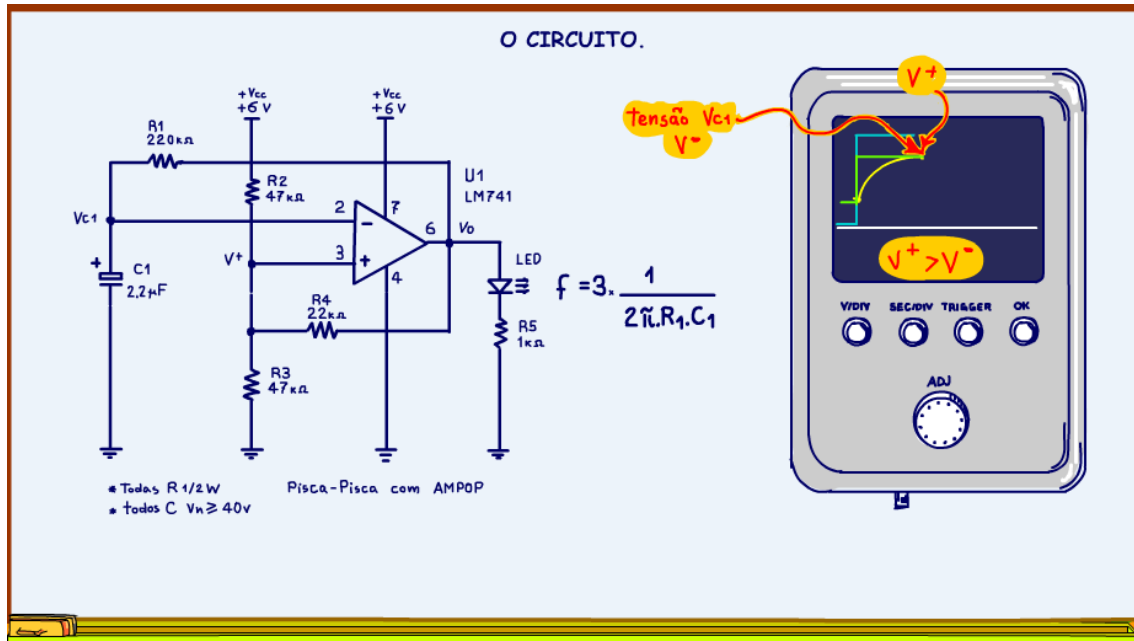 O CIRCUITO.
+Vcc
+6V
+Vcc
+6V
R1
220kΩ
R2
47kΩ
U1
LM741
Vc1
2
7
6
Vo
-
V+
3
+
4
+
C1
2.2µF
R4
22kΩ
LED
R5
1kΩ
R3
47kΩ
f = 3 × 1
2π.R1.C1
* Todas R 1/2W
* todos C Vn ≥ 40v
Pisca-Pisca com AMPOP
tensão Vc1
V-
V+
V+ > V-
V/DIV SEC/DIV TRIGGER OK
ADJ